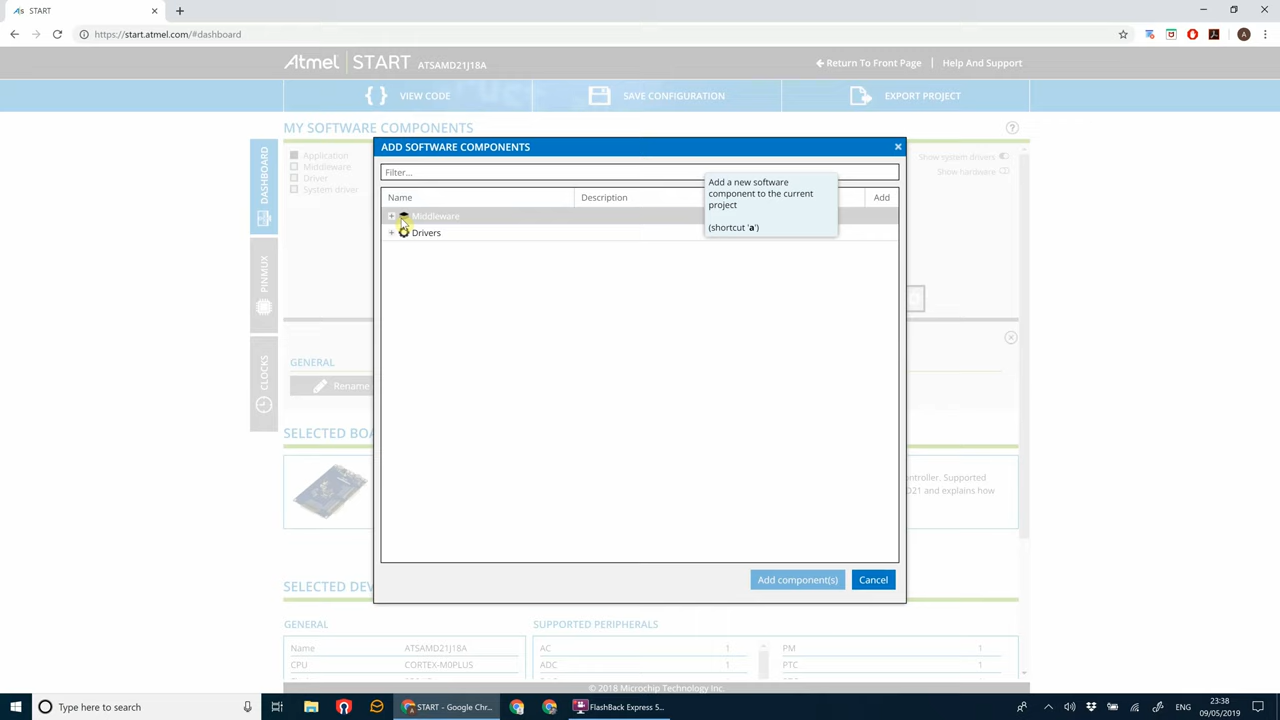 START
https://start.atmel.com/#dashboard
A
Atmel START ATSAMD21J18A
Return To Front Page
Help And Support
VIEW CODE
SAVE CONFIGURATION
EXPORT PROJECT
MY SOFTWARE COMPONENTS
?
DASHBOARD
PINMUX
CLOCKS
Application
Middleware
Driver
System driver
Show system drivers
Show hardware
ADD SOFTWARE COMPONENTS
Filter...
Name
Description
Add
Middleware
Drivers
Add a new software
component to the current
project
(shortcut 'a')
Add component(s)
Cancel
GENERAL
Rename
SELECTED BOA
controller. Supported
D21 and explains how
SELECTED DEV
GENERAL
Name ATSAMD21J18A
CPU CORTEX-M0PLUS
SUPPORTED PERIPHERALS
AC 1
ADC 1
PM 1
PTC 1
© 2018 Microchip Technology Inc.
Type here to search
START - Google Chr...
FlashBack Express 5...
ENG
23:38
09/05/2019